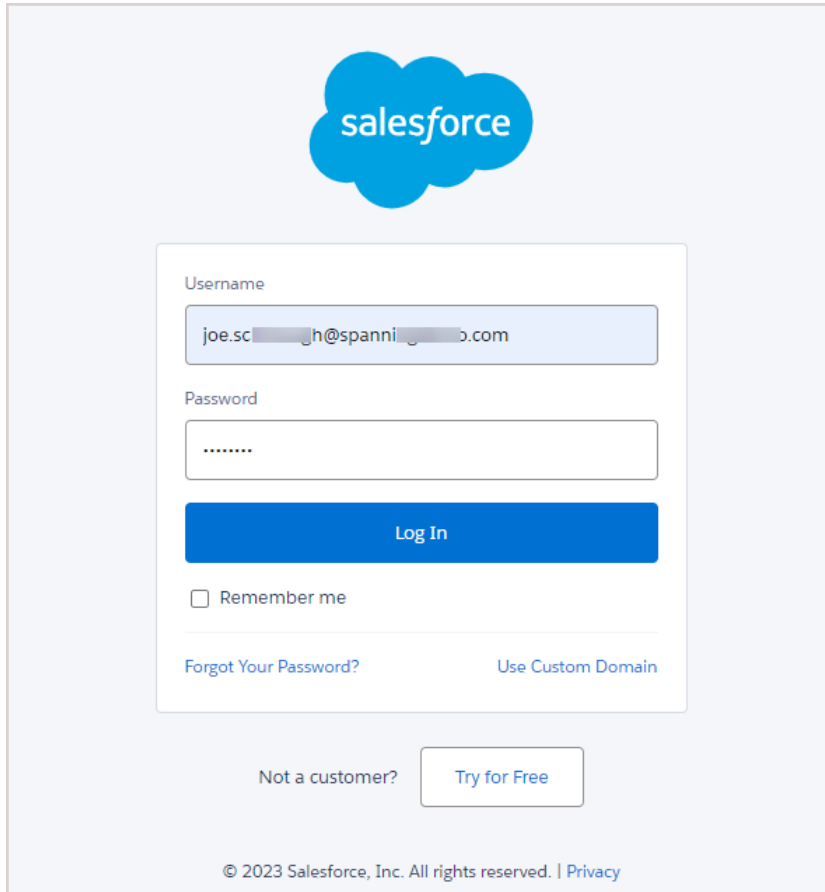 salesforce
Username
Password
••••••••
Log In
Remember me
Forgot Your Password? Use Custom Domain
Not a customer? Try for Free
© 2023 Salesforce, Inc. All rights reserved. | Privacy